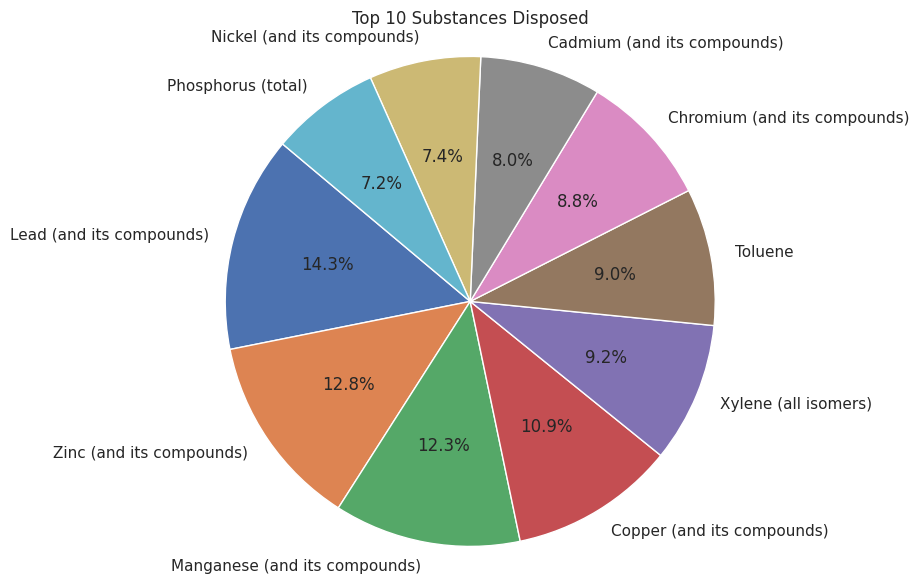 Top 10 Substances Disposed
Nickel (and its compounds)
Cadmium (and its compounds)
Phosphorus (total)
Chromium (and its compounds)
7.4%
8.0%
7.2%
8.8%
Lead (and its compounds)
Toluene
14.3%
9.0%
9.2%
12.8%
Xylene (all isomers)
10.9%
12.3%
Zinc (and its compounds)
Copper (and its compounds)
Manganese (and its compounds)